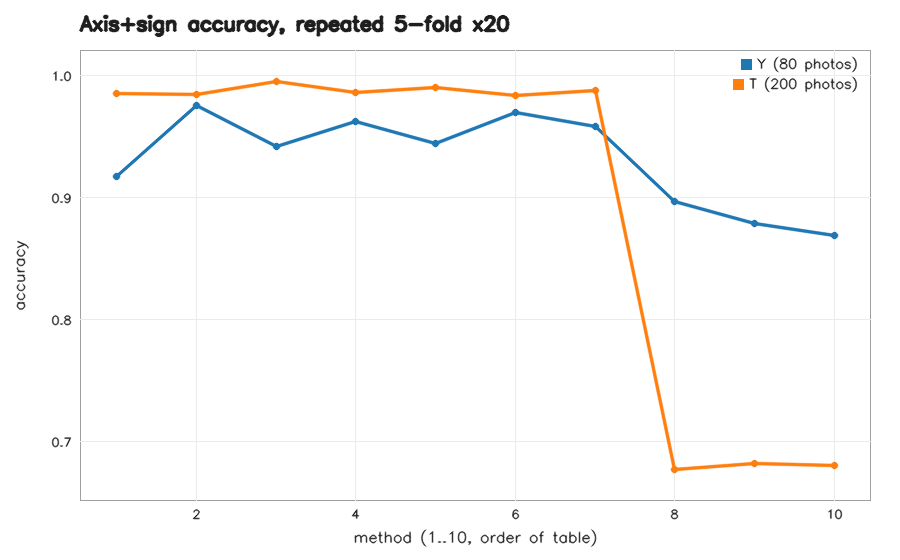 Axis+sign accuracy, repeated 5-fold x20
Y (80 photos)
T (200 photos)
1.0
0.9
0.8
0.7
accuracy
2 4 6 8 10
method (1..10, order of table)